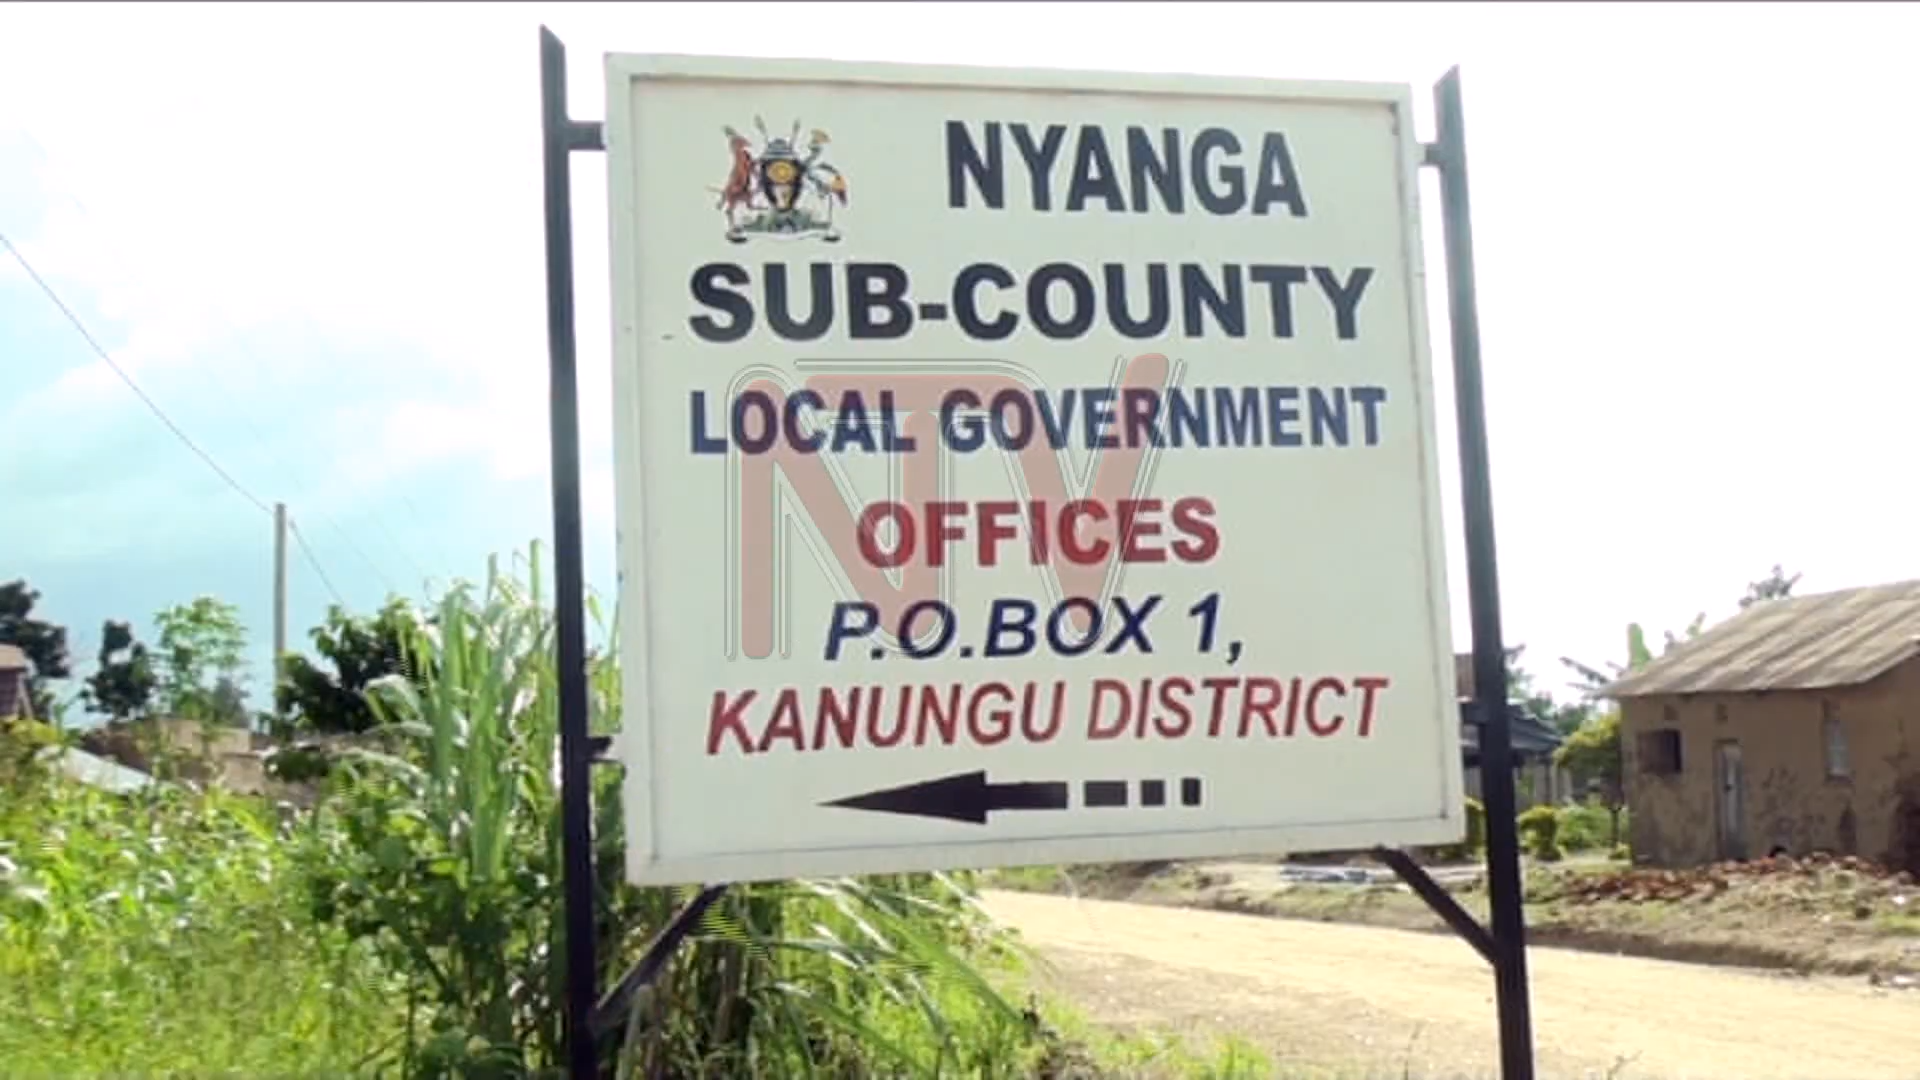 NYANGA
SUB-COUNTY
LOCAL GOVERNMENT
OFFICES
P.O.BOX 1,
KANUNGU DISTRICT
NTV